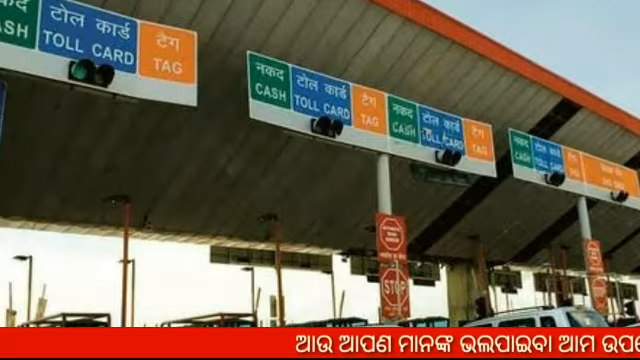 नकद टोल कार्ड टैग
CASH TOLL CARD TAG
नकद टोल कार्ड टैग नकद टोल कार्ड टैग
CASH TOLL CARD TAG CASH TOLL CARD TAG
नकद टोल कार्ड टैग
CASH TOLL CARD TAG
STOP
ଆଉ ଆପଣ ମାନଙ୍କ ଭଲପାଇବା ଆମ ଉପରେ